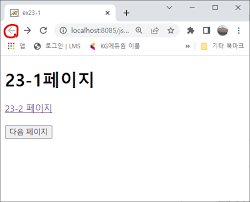 ex23-1
localhost:8085/js...
앱 로그인 | LMS KG에듀원 이룸 기타 북마크
23-1페이지
23-2 페이지
다음 페이지